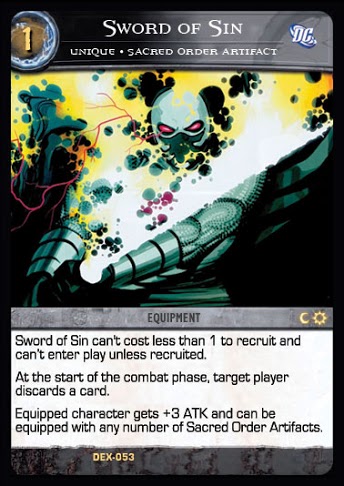 1
Sword of Sin
DC
Unique • Sacred Order Artifact
EQUIPMENT
Sword of Sin can't cost less than 1 to recruit and
can't enter play unless recruited.
At the start of the combat phase, target player
discards a card.
Equipped character gets +3 ATK and can be
equipped with any number of Sacred Order Artifacts.
DEX-053